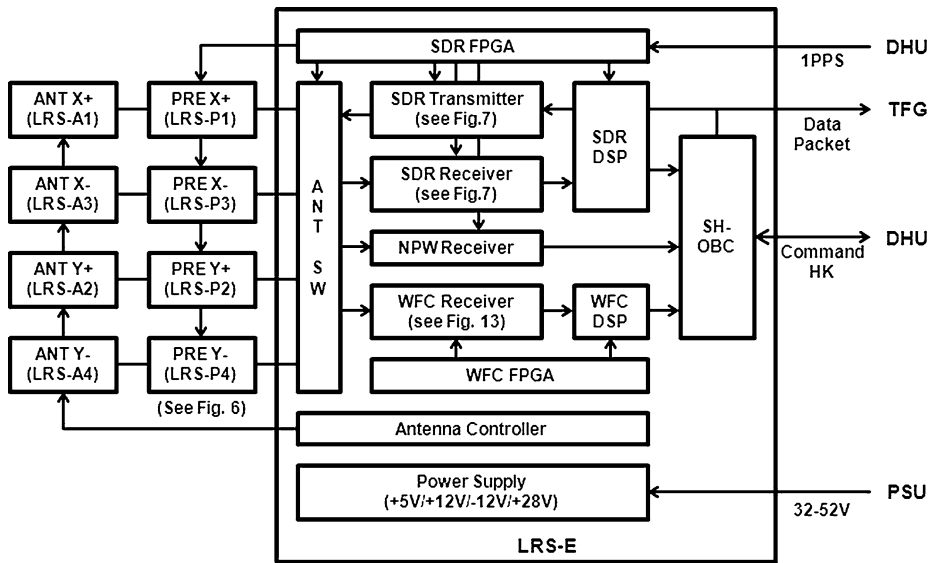 SDR FPGA
DHU
1PPS
ANT X+
(LRS-A1)
PRE X+
(LRS-P1)
SDR Transmitter
(see Fig.7)
SDR
DSP
TFG
Data
Packet
ANT X-
(LRS-A3)
PRE X-
(LRS-P3)
ANT SW
SDR Receiver
(see Fig.7)
SH-
OBC
DHU
Command
HK
ANT Y+
(LRS-A2)
PRE Y+
(LRS-P2)
NPW Receiver
WFC Receiver
(see Fig. 13)
WFC
DSP
ANT Y-
(LRS-A4)
PRE Y-
(LRS-P4)
WFC FPGA
(See Fig. 6)
Antenna Controller
Power Supply
(+5V/+12V/-12V/+28V)
PSU
32-52V
LRS-E